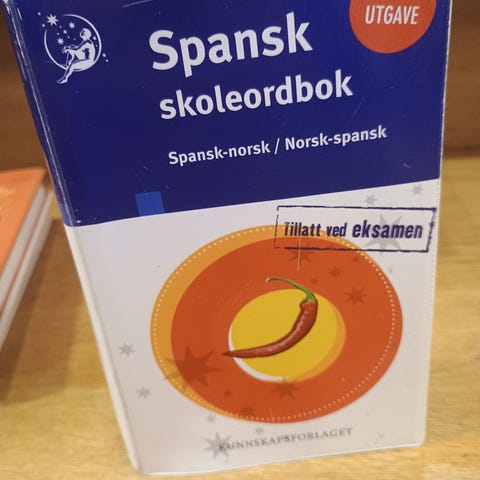 UTGAVE
Spansk
skoleordbok
Spansk-norsk / Norsk-spansk
Tillatt ved eksamen
KUNNSKAPSFORLAGET